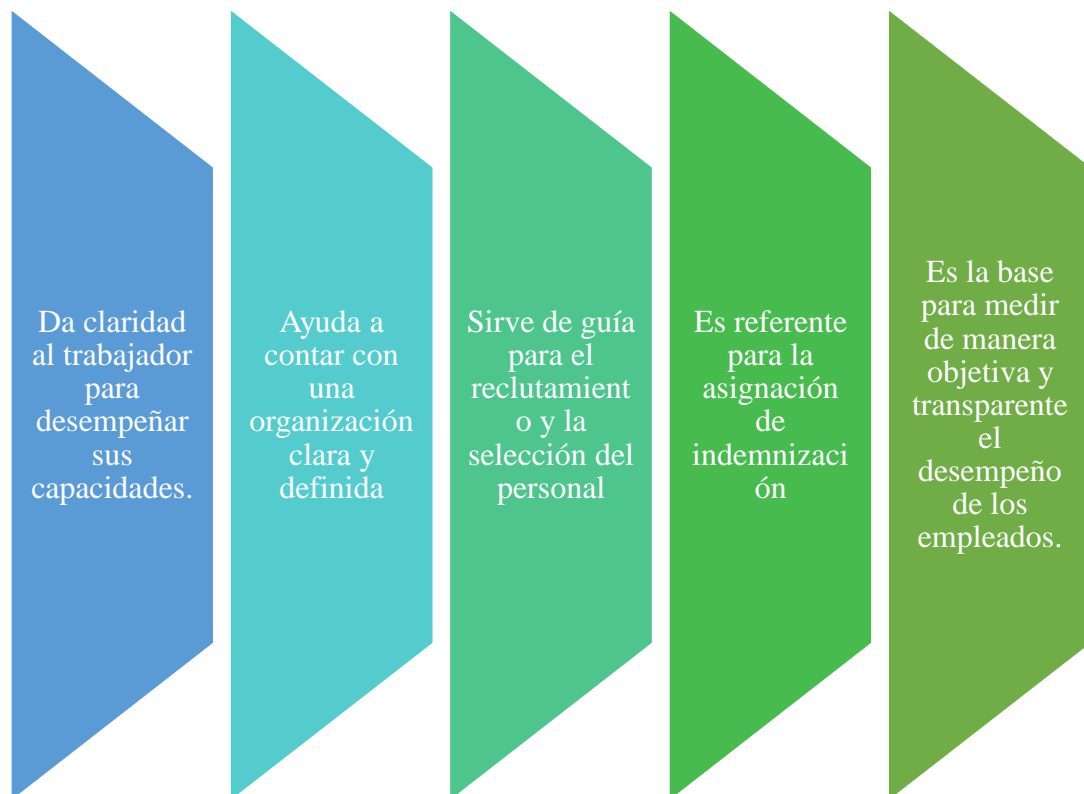 Da claridad
al trabajador
para
desempeñar
sus
capacidades.
Ayuda a
contar con
una
organización
clara y
definida
Sirve de guía
para el
reclutamient
o y la
selección del
personal
Es referente
para la
asignación
de
indemnizaci
ón
Es la base
para medir
de manera
objetiva y
transparente
el
desempeño
de los
empleados.